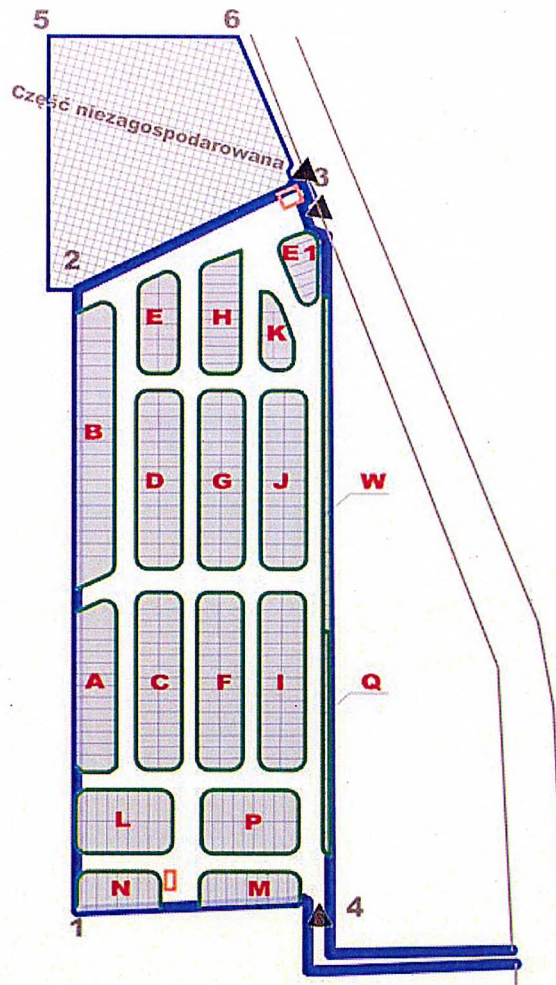 5 6
Część niezagospodarowana
3
2
E1
E H K
B
D G J W
A C F I Q
L P
N M
1 4